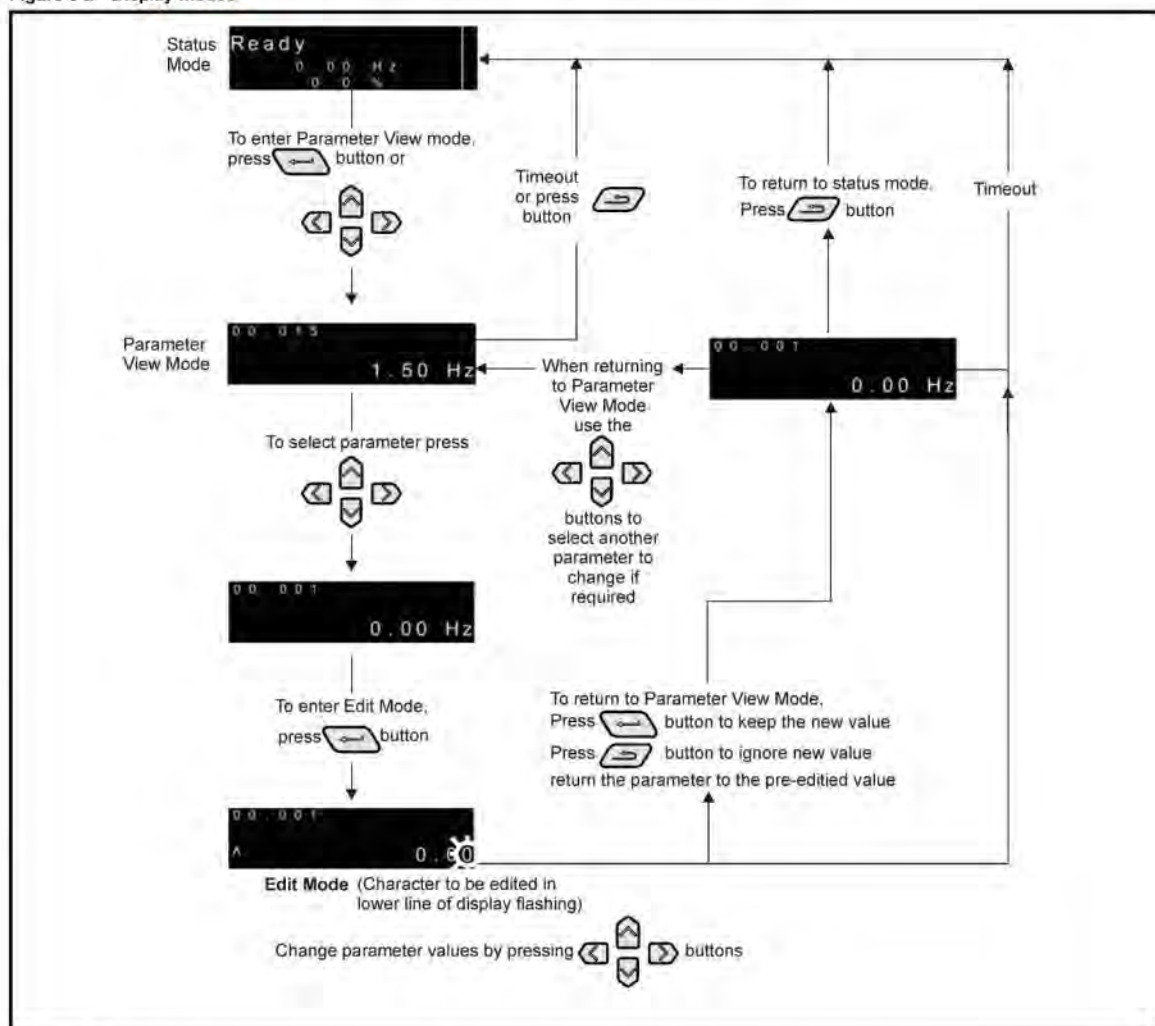 Status
Mode
Ready
0.00 Hz
0.0 %
To enter Parameter View mode,
press button or
Timeout
or press
button
To return to status mode,
Press button
Timeout
Parameter
View Mode
00.015
1.50 Hz
When returning
to Parameter
View Mode
use the
buttons to
select another
parameter to
change if
required
00.001
0.00 Hz
To select parameter press
00.001
0.00 Hz
To enter Edit Mode,
press button
To return to Parameter View Mode,
Press button to keep the new value
Press button to ignore new value
return the parameter to the pre-editied value
00.001
^ 0.00
Edit Mode (Character to be edited in
lower line of display flashing)
Change parameter values by pressing buttons